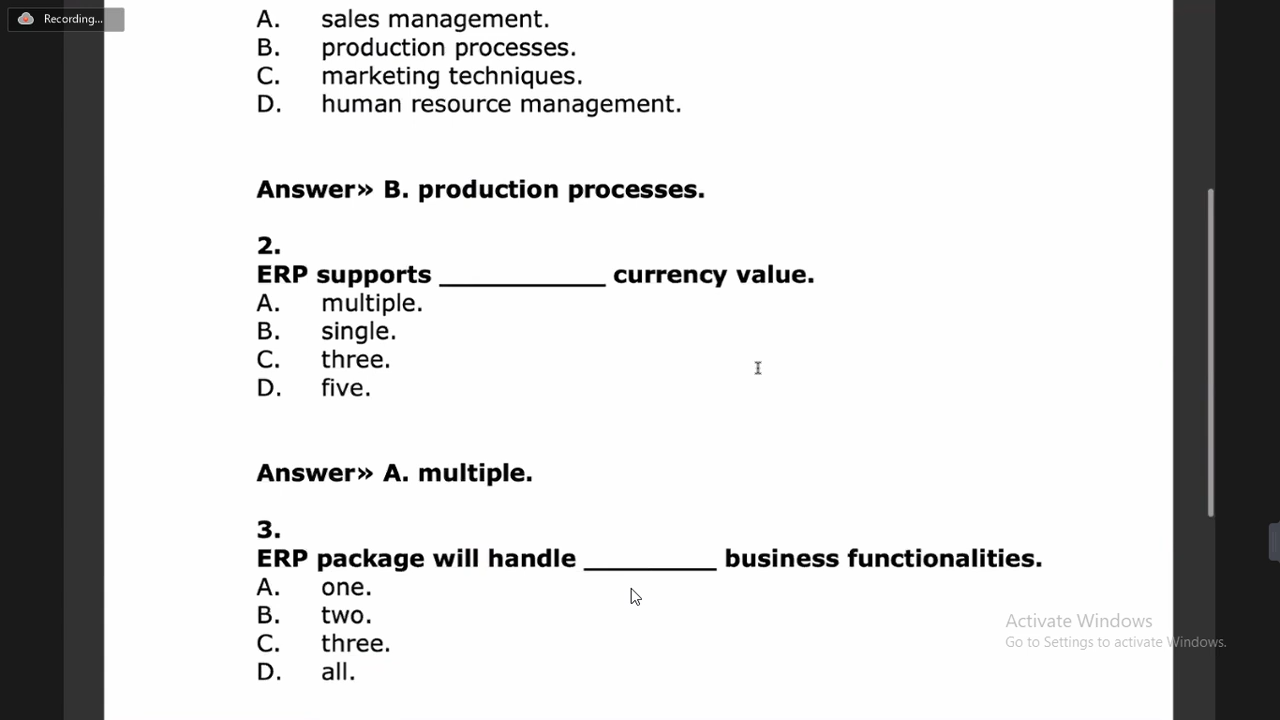 Recording...
A. sales management.
B. production processes.
C. marketing techniques.
D. human resource management.
Answer» B. production processes.
2.
ERP supports _____________ currency value.
A. multiple.
B. single.
C. three.
D. five.
Answer» A. multiple.
3.
ERP package will handle __________ business functionalities.
A. one.
B. two.
C. three.
D. all.
Activate Windows
Go to Settings to activate Windows.